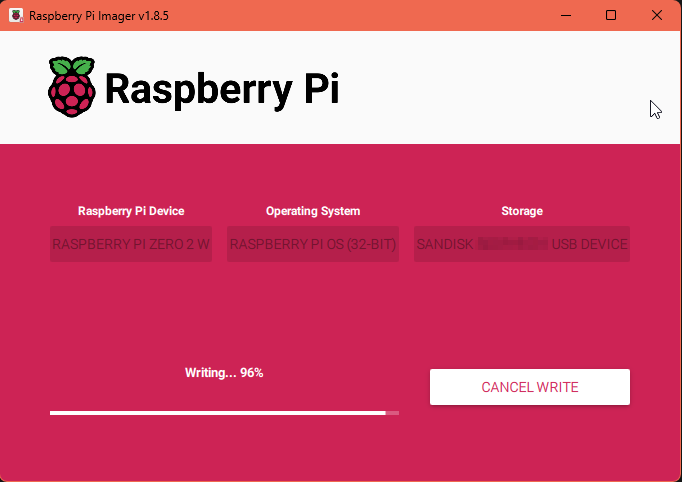 Raspberry Pi Imager v1.8.5
Raspberry Pi
Raspberry Pi Device
Operating System
Storage
RASPBERRY PI ZERO 2 W
RASPBERRY PI OS (32-BIT)
SANDISK USB DEVICE
Writing... 96%
CANCEL WRITE